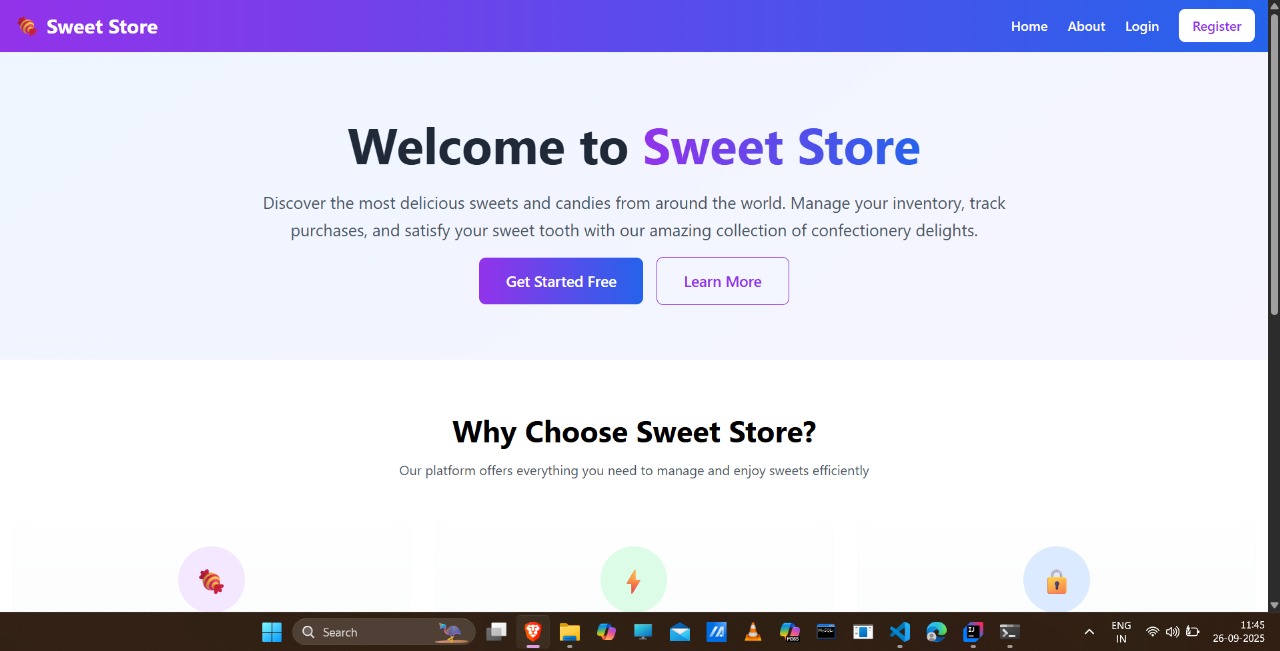 Sweet Store
Home About Login Register
Welcome to Sweet Store
Discover the most delicious sweets and candies from around the world. Manage your inventory, track
purchases, and satisfy your sweet tooth with our amazing collection of confectionery delights.
Get Started Free Learn More
Why Choose Sweet Store?
Our platform offers everything you need to manage and enjoy sweets efficiently
Search
ENG
IN
11:45
26-09-2025